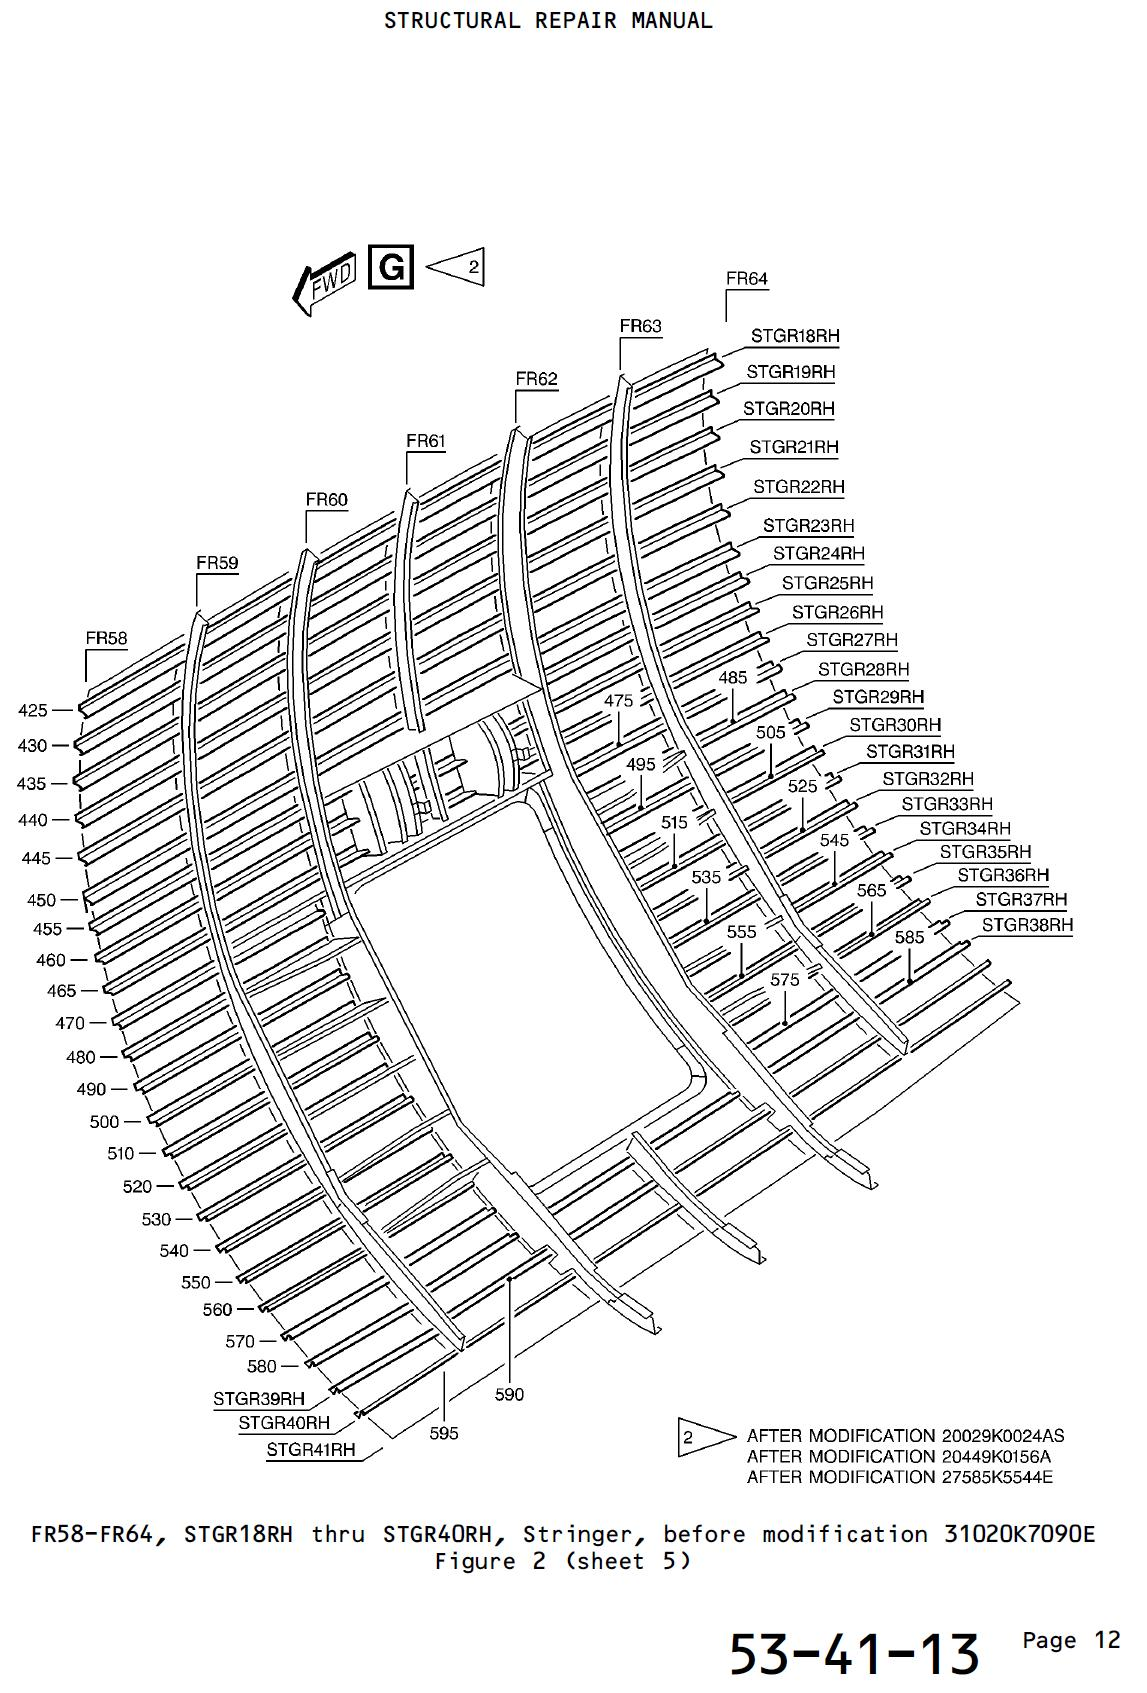 STRUCTURAL REPAIR MANUAL
FWD
G
2
FR64
FR63
STGR18RH
FR62
STGR19RH
STGR20RH
FR61
STGR21RH
FR60
STGR22RH
STGR23RH
FR59
STGR24RH
STGR25RH
STGR26RH
FR58
STGR27RH
485
STGR28RH
475
STGR29RH
425
505
STGR30RH
430
STGR31RH
495
435
525
STGR32RH
STGR33RH
440
515
STGR34RH
545
STGR35RH
445
535
STGR36RH
565
450
STGR37RH
455
555
585
STGR38RH
460
575
465
470
480
490
500
510
520
530
540
550
560
570
580
STGR39RH
590
STGR40RH
595
STGR41RH
2
AFTER MODIFICATION 20029K0024AS
AFTER MODIFICATION 20449K0156A
AFTER MODIFICATION 27585K5544E
FR58-FR64, STGR18RH thru STGR40RH, Stringer, before modification 31020K7090E
Figure 2 (sheet 5)
53-41-13
Page 12